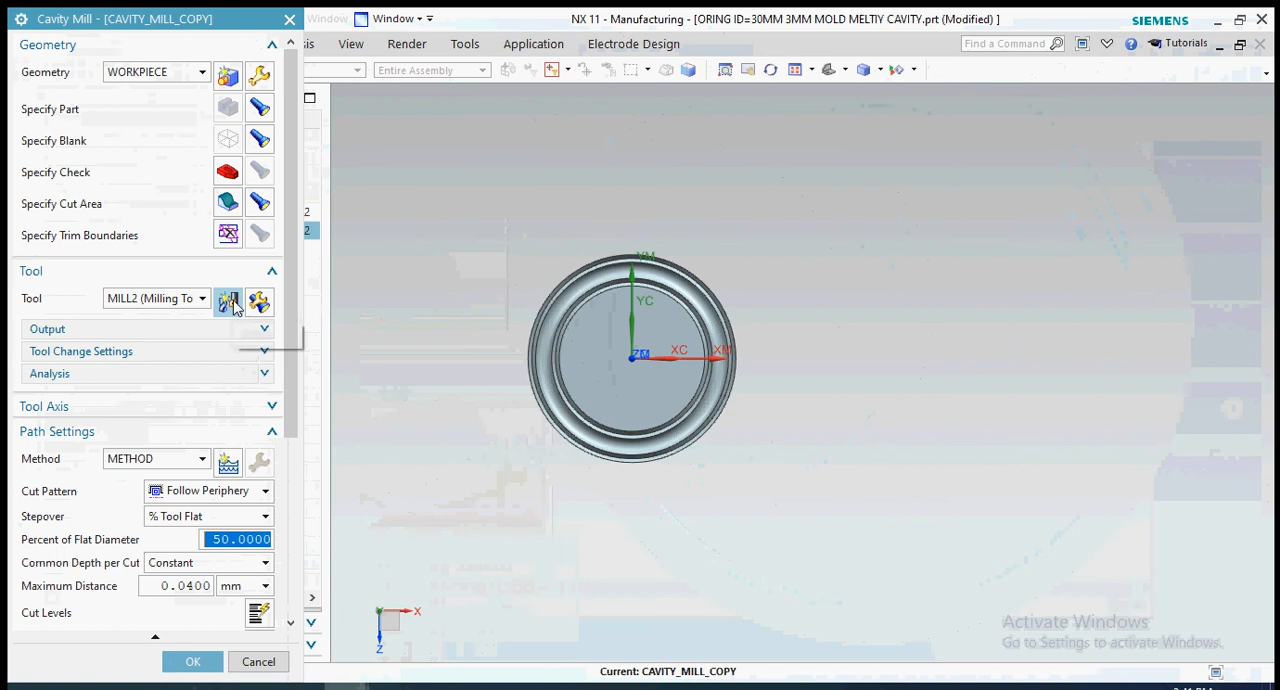 Cavity Mill - [CAVITY_MILL_COPY]
Window
Window
NX 11 - Manufacturing - [ORING ID=30MM 3MM MOLD MELTIY CAVITY.prt (Modified) ]
SIEMENS
Geometry
sis
View
Render
Tools
Application
Electrode Design
Find a Command
Tutorials
Geometry
WORKPIECE
Entire Assembly
Specify Part
Specify Blank
Specify Check
Specify Cut Area
2
2
Specify Trim Boundaries
Tool
Tool
MILL2 (Milling To
Output
Tool Change Settings
Analysis
Tool Axis
Path Settings
Method
METHOD
Cut Pattern
Follow Periphery
Stepover
% Tool Flat
Percent of Flat Diameter
50.0000
Common Depth per Cut
Constant
Maximum Distance
0.0400
mm
Cut Levels
OK
Cancel
YM
YC
XC
XM
ZM
X
Z
Activate Windows
Go to Settings to activate Windows.
Current: CAVITY_MILL_COPY